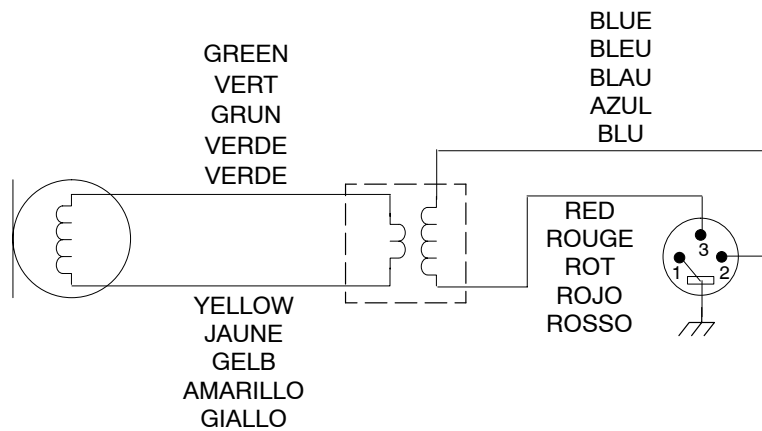 GREEN
VERT
GRUN
VERDE
VERDE
BLUE
BLEU
BLAU
AZUL
BLU
RED
ROUGE
ROT
ROJO
ROSSO
3
1
2
YELLOW
JAUNE
GELB
AMARILLO
GIALLO